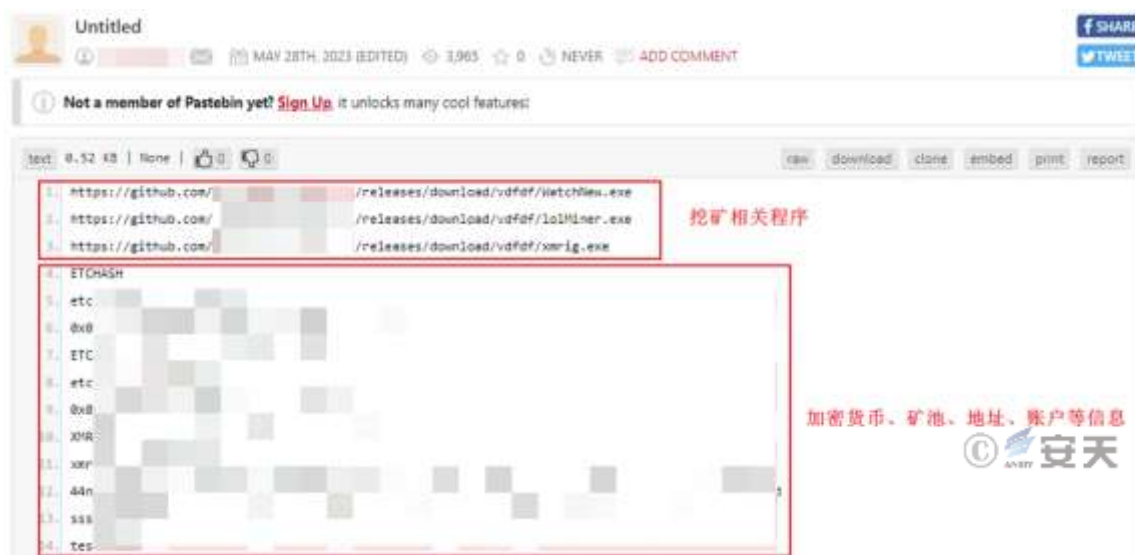 Untitled
MAY 28TH, 2023 (EDITED) 3,965 0 NEVER ADD COMMENT
SHARE
TWEET
Not a member of Pastebin yet? Sign Up, it unlocks many cool features!
text 0.52 KB | None | 0 0 raw download clone embed print report
1. https://github.com/ /releases/download/vdfdf/WatchNew.exe
2. https://github.com/ /releases/download/vdfdf/lolMiner.exe
3. https://github.com/ /releases/download/vdfdf/xmrig.exe
挖矿相关程序
4. ETCHASH
5. etc
6. 0x0
7. ETC
8. etc
9. 0x0
10. XMR
11. xmr
12. 44n
13. sss
14. tes
加密货币、矿池、地址、账户等信息
© 安天
ANTIY